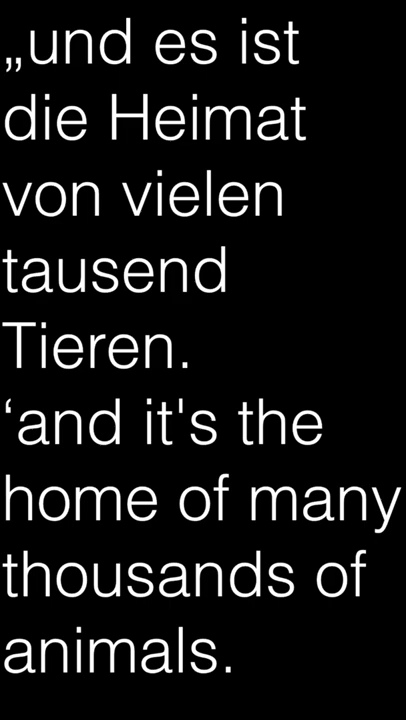 „und es ist
die Heimat
von vielen
tausend
Tieren.
‘and it's the
home of many
thousands of
animals.